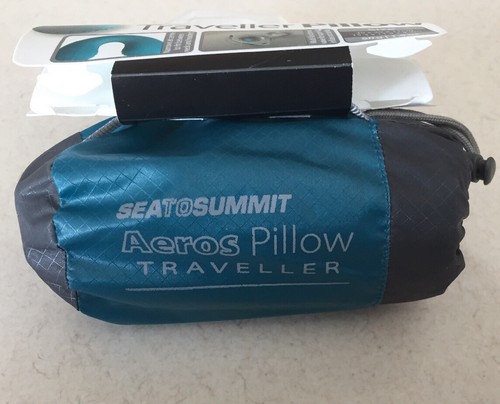 Traveller Pillow
SEATOSUMMIT
Aeros Pillow
TRAVELLER